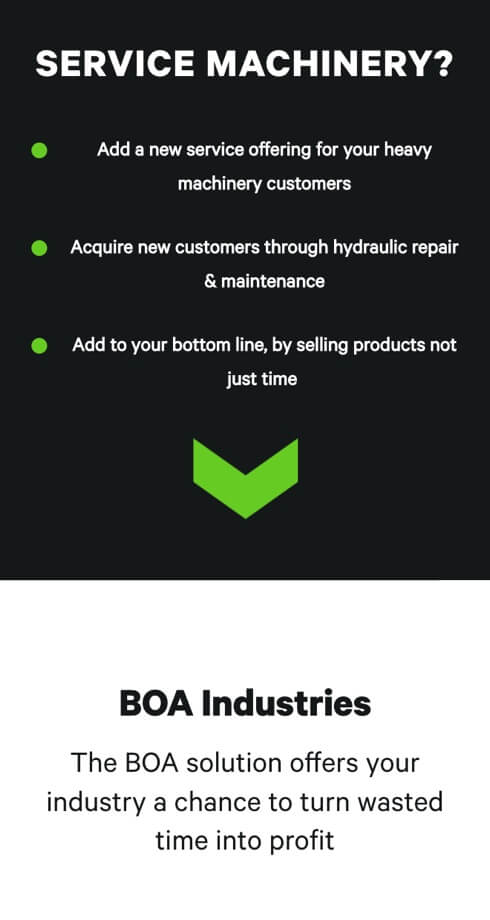 SERVICE MACHINERY?
Add a new service offering for your heavy
machinery customers
Acquire new customers through hydraulic repair
& maintenance
Add to your bottom line, by selling products not
just time
BOA Industries
The BOA solution offers your
industry a chance to turn wasted
time into profit